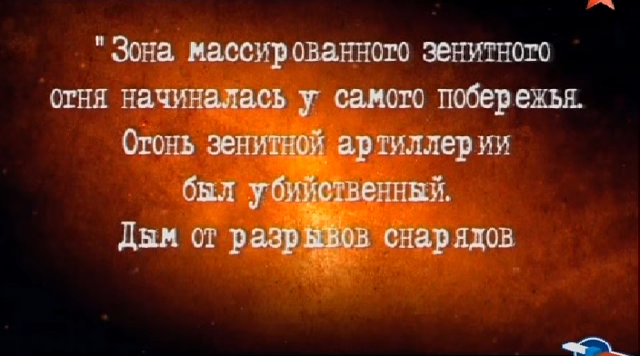 "Зона массированного зенитного
огня начиналась у самого побережья.
Огонь зенитной артиллерии
был убийственный.
Дым от разрывов снарядов